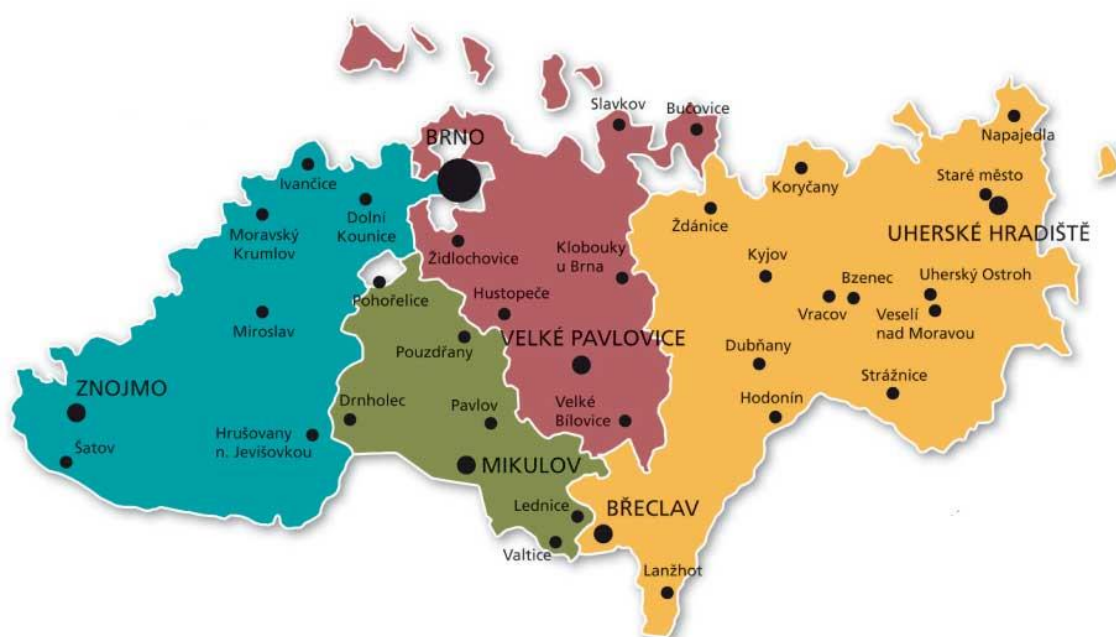 Slavkov
Bučovice
Napajedla
BRNO
Ivančice
Koryčany
Staré město
Dolní
Kounice
Moravský
Krumlov
Ždánice
UHERSKÉ HRADIŠTĚ
Židlochovice
Klobouky
u Brna
Kyjov
Bzenec
Uherský Ostroh
Pohořelice
Hustopeče
Vracov
Veselí
nad Moravou
Miroslav
Pouzdřany
VELKÉ PAVLOVICE
Dubňany
Strážnice
ZNOJMO
Drnholec
Pavlov
Velké
Bílovice
Hodonín
Šatov
Hrušovany
n. Jevišovkou
MIKULOV
Lednice
BŘECLAV
Valtice
Lanžhot